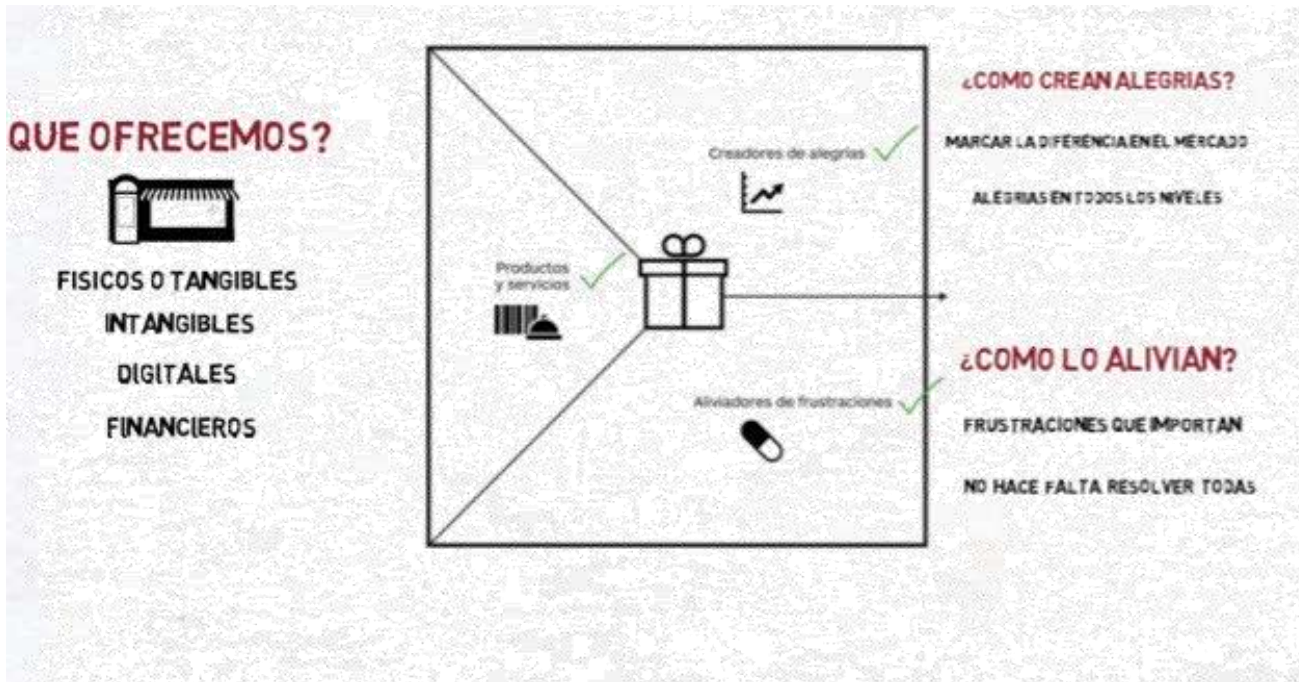 QUE OFRECEMOS?
FISICOS O TANGIBLES
INTANGIBLES
DIGITALES
FINANCIEROS
Productos
y servicios
Creadores de alegrías
Aliviadores de frustraciones
¿COMO CREAN ALEGRIAS?
MARCAR LA DIFERENCIA EN EL MERCADO
ALEGRIAS EN TODOS LOS NIVELES
¿COMO LO ALIVIAN?
FRUSTRACIONES QUE IMPORTAN
NO HACE FALTA RESOLVER TODAS